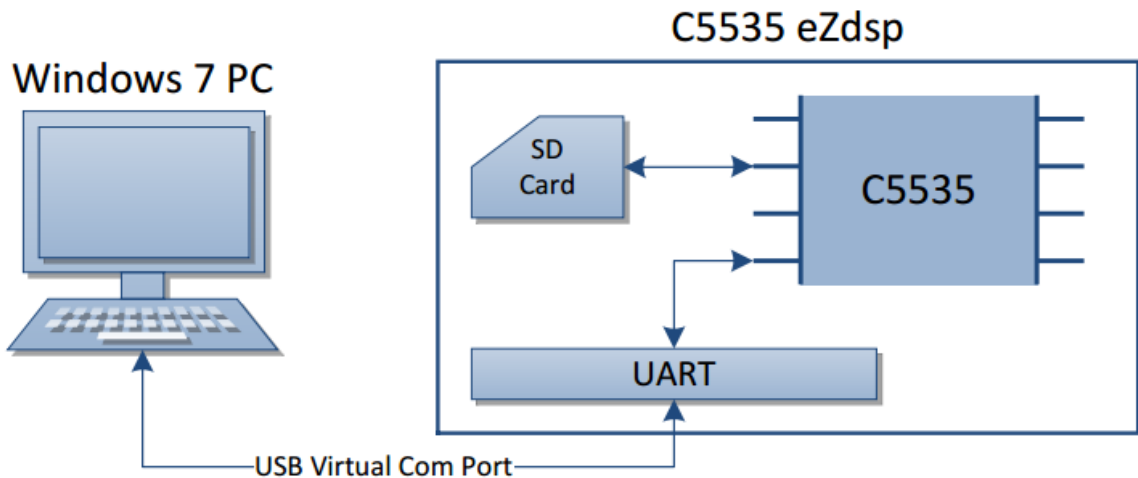 C5535 eZdsp
Windows 7 PC
SD
Card
C5535
UART
USB Virtual Com Port